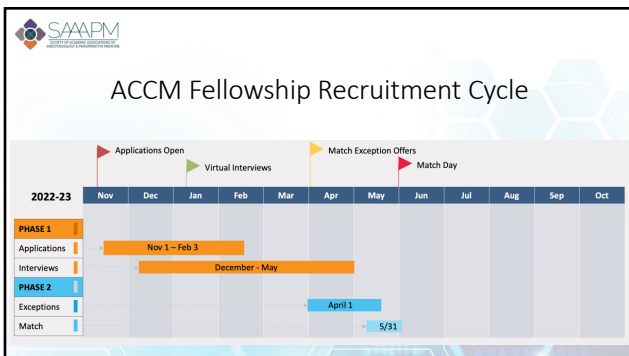 SAAAPM
SOCIETY OF ACADEMIC ASSOCIATIONS OF
ANESTHESIOLOGY & PERIOPERATIVE MEDICINE
ACCM Fellowship Recruitment Cycle
Applications Open
Match Exception Offers
Virtual Interviews
Match Day
2022-23 Nov Dec Jan Feb Mar Apr May Jun Jul Aug Sep Oct
PHASE 1
Applications Nov 1 – Feb 3
Interviews December - May
PHASE 2
Exceptions April 1
Match 5/31